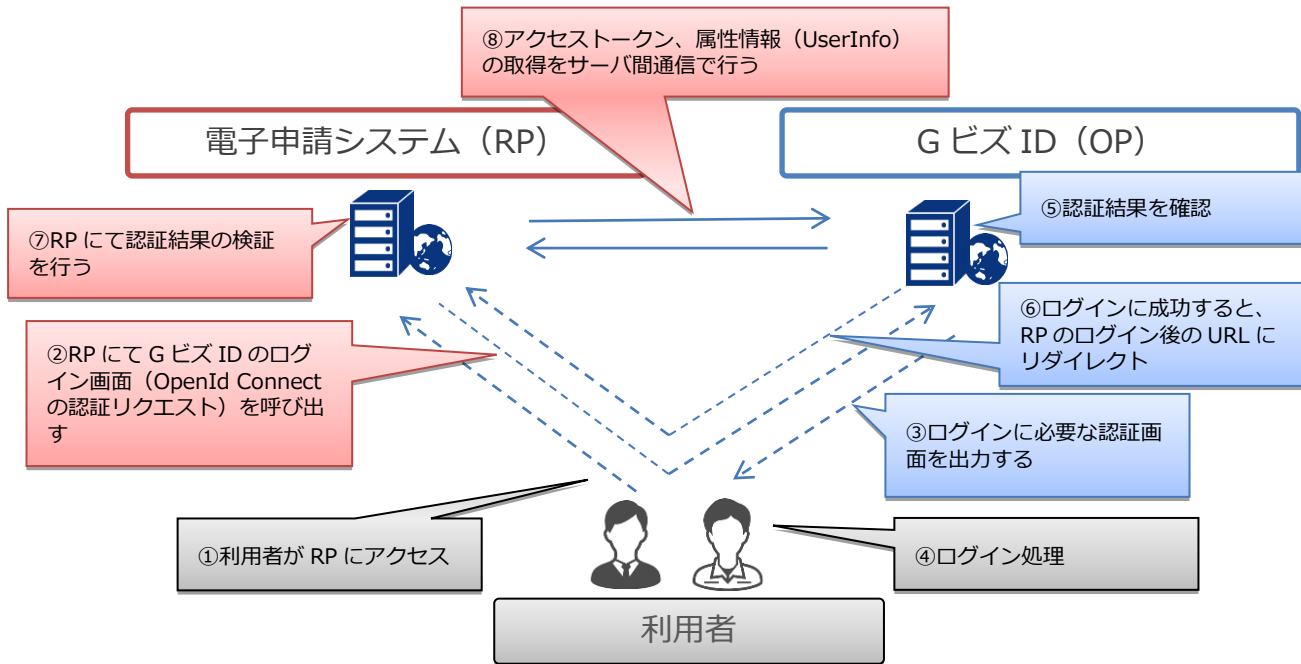 ⑧アクセストークン、属性情報（UserInfo）
の取得をサーバ間通信で行う
電子申請システム（RP）
G ビズ ID（OP）
⑦RP にて認証結果の検証
を行う
⑤認証結果を確認
②RP にて G ビズ ID のログ
イン画面（OpenId Connect
の認証リクエスト）を呼び出
す
⑥ログインに成功すると、
RP のログイン後の URL に
リダイレクト
③ログインに必要な認証画
面を出力する
①利用者が RP にアクセス
④ログイン処理
利用者